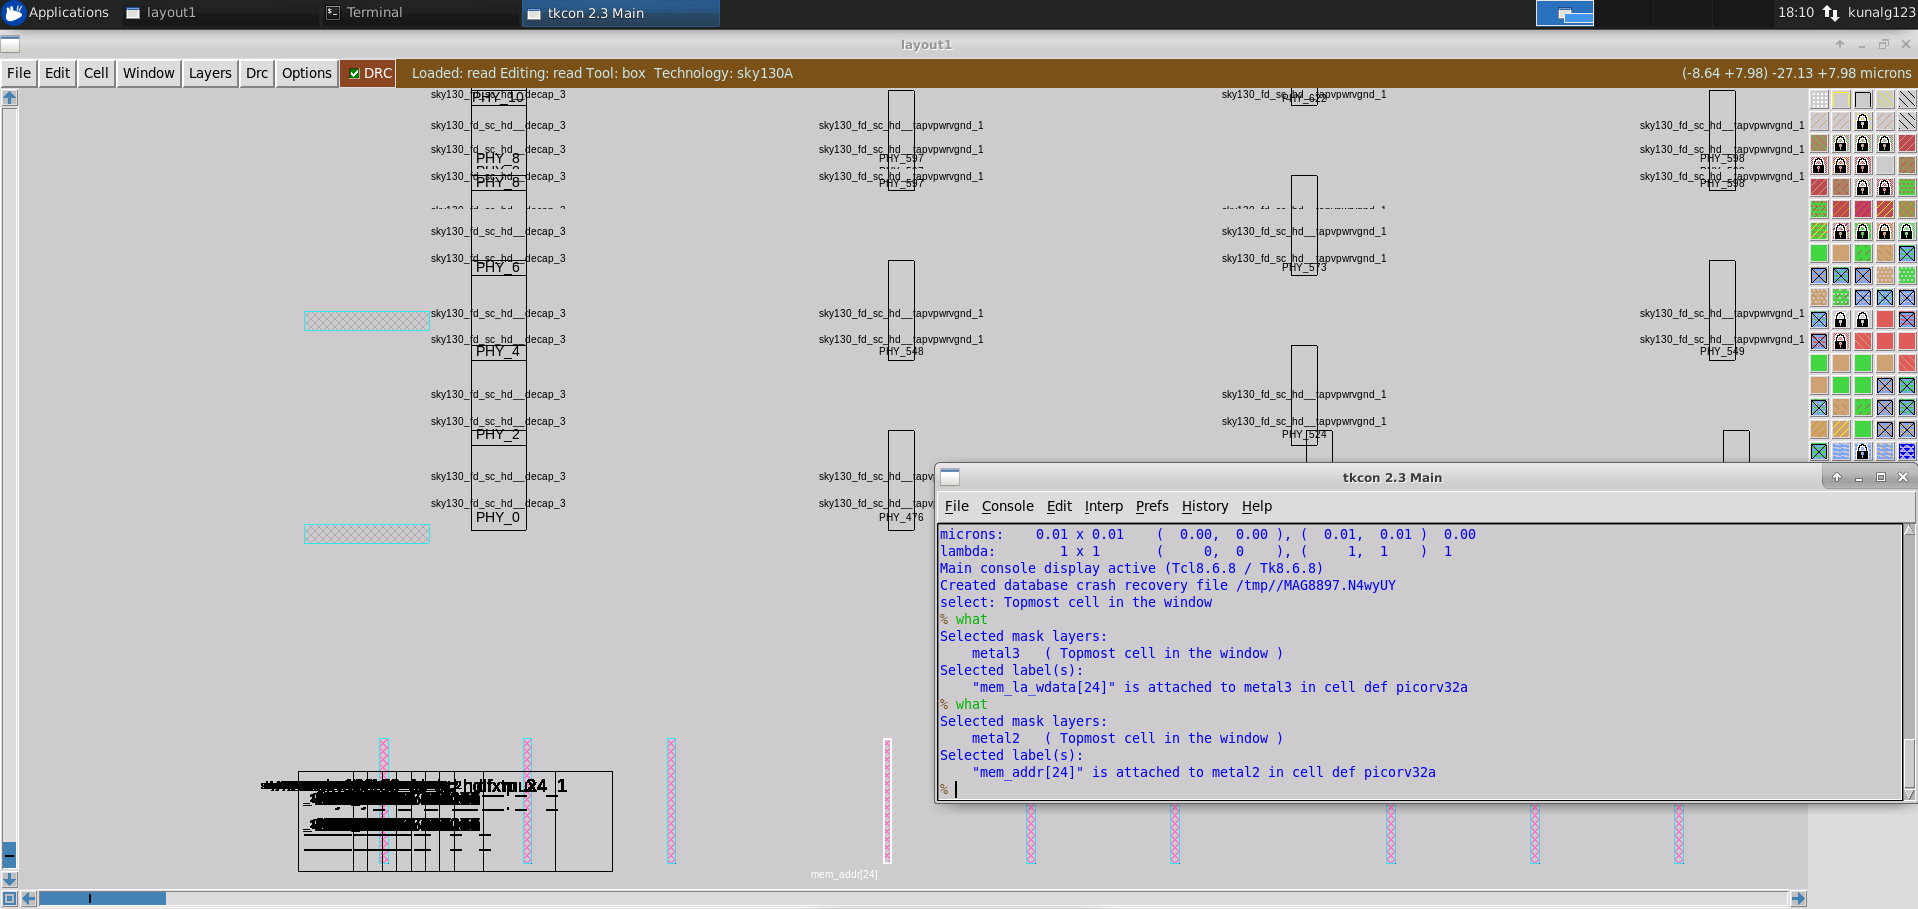 Applications
layout1
Terminal
tkcon 2.3 Main
18:10
kunalg123
layout1
File Edit Cell Window Layers Drc Options DRC Loaded: read Editing: read Tool: box Technology: sky130A (-8.64 +7.98) -27.13 +7.98 microns
sky130_fd_sc_hd__decap_3
PHY_10
sky130_fd_sc_hd__tapvpwrvgnd_1
PHY_622
sky130_fd_sc_hd__decap_3 sky130_fd_sc_hd__tapvpwrvgnd_1 sky130_fd_sc_hd__tapvpwrvgnd_1
sky130_fd_sc_hd__decap_3 sky130_fd_sc_hd__tapvpwrvgnd_1 sky130_fd_sc_hd__tapvpwrvgnd_1
PHY_8 PHY_597 PHY_598
sky130_fd_sc_hd__decap_3 sky130_fd_sc_hd__tapvpwrvgnd_1 sky130_fd_sc_hd__tapvpwrvgnd_1
PHY_8 PHY_597 PHY_598
sky130_fd_sc_hd__decap_3 sky130_fd_sc_hd__tapvpwrvgnd_1
sky130_fd_sc_hd__decap_3 sky130_fd_sc_hd__tapvpwrvgnd_1
PHY_6 PHY_573
sky130_fd_sc_hd__decap_3 sky130_fd_sc_hd__tapvpwrvgnd_1 sky130_fd_sc_hd__tapvpwrvgnd_1
sky130_fd_sc_hd__decap_3 sky130_fd_sc_hd__tapvpwrvgnd_1 sky130_fd_sc_hd__tapvpwrvgnd_1
PHY_4 PHY_548 PHY_549
sky130_fd_sc_hd__decap_3 sky130_fd_sc_hd__tapvpwrvgnd_1
sky130_fd_sc_hd__decap_3 sky130_fd_sc_hd__tapvpwrvgnd_1
PHY_2 PHY_524
sky130_fd_sc_hd__decap_3 sky130_fd_sc_hd__tapv
sky130_fd_sc_hd__decap_3 sky130_fd_sc_hd__tapv
PHY_0 PHY_476
mem_addr[24]
tkcon 2.3 Main
File Console Edit Interp Prefs History Help
microns: 0.01 x 0.01 ( 0.00, 0.00 ), ( 0.01, 0.01 ) 0.00
lambda: 1 x 1 ( 0, 0 ), ( 1, 1 ) 1
Main console display active (Tcl8.6.8 / Tk8.6.8)
Created database crash recovery file /tmp//MAG8897.N4wyUY
select: Topmost cell in the window
% what
Selected mask layers:
metal3 ( Topmost cell in the window )
Selected label(s):
"mem_la_wdata[24]" is attached to metal3 in cell def picorv32a
% what
Selected mask layers:
metal2 ( Topmost cell in the window )
Selected label(s):
"mem_addr[24]" is attached to metal2 in cell def picorv32a
%